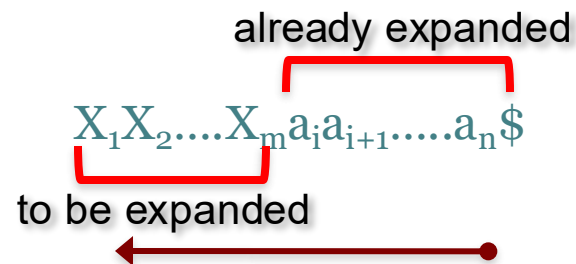 already expanded
X₁X₂....Xₘaᵢaᵢ₊₁.....aₙ$
to be expanded